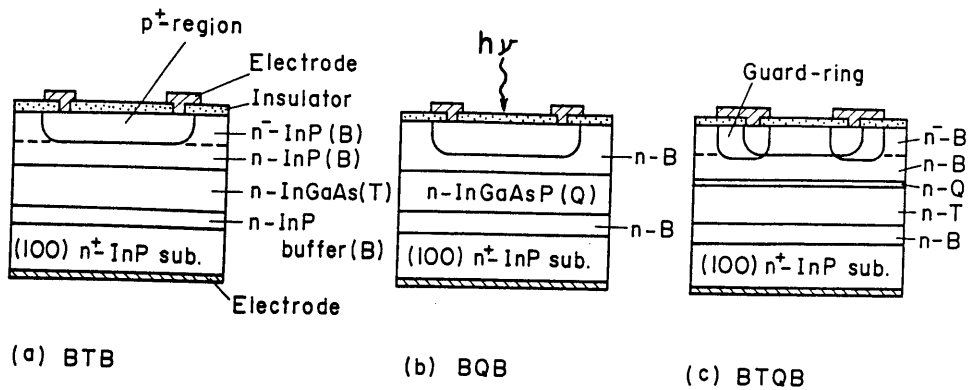 p⁺-region
Electrode
Insulator
n⁻-InP(B)
n-InP(B)
n-InGaAs(T)
n-InP
buffer(B)
(100) n⁺-InP sub.
Electrode
(a) BTB
hν
n-B
n-InGaAsP(Q)
n-B
(100) n⁺-InP sub.
(b) BQB
Guard-ring
n⁻-B
n-B
n-Q
n-T
n-B
(100) n⁺-InP sub.
(c) BTQB